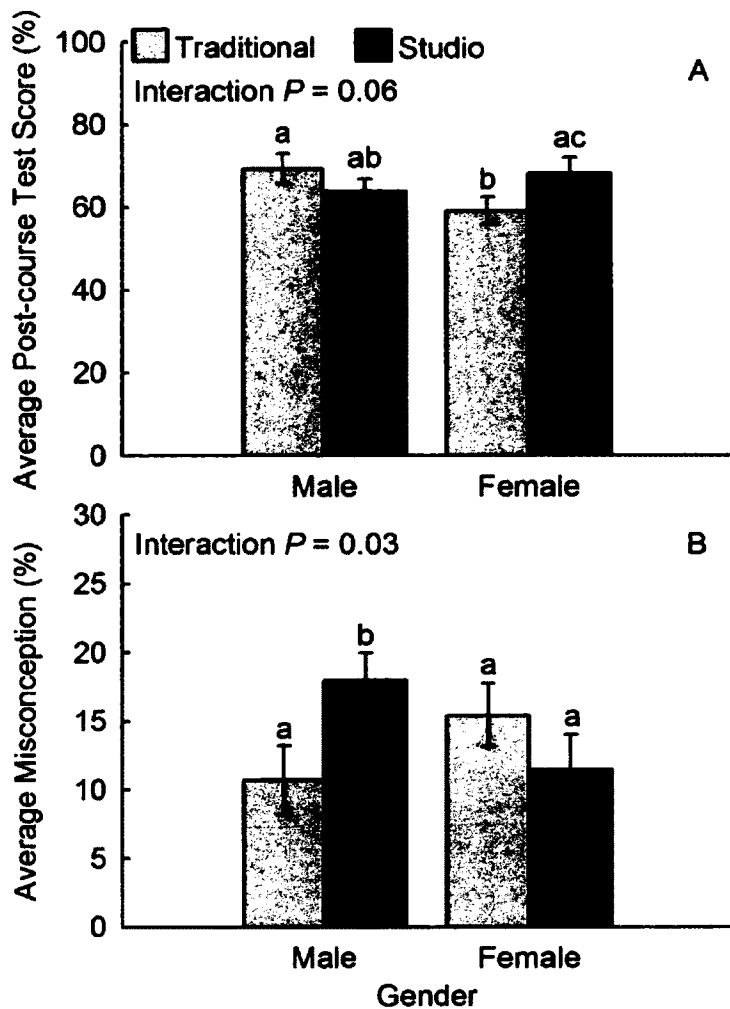 Traditional Studio
Interaction P = 0.06
A
Average Post-course Test Score (%)
100
80
60
40
20
0
a
ab
b
ac
Male Female
Interaction P = 0.03
B
Average Misconception (%)
30
25
20
15
10
5
0
a
b
a
a
Male Female
Gender